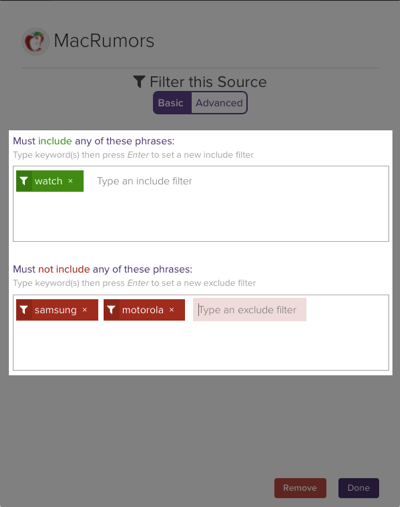 MacRumors
Filter this Source
Basic Advanced
Must include any of these phrases:
Type keyword(s) then press Enter to set a new include filter
watch × Type an include filter
Must not include any of these phrases:
Type keyword(s) then press Enter to set a new exclude filter
samsung × motorola × Type an exclude filter
Remove Done